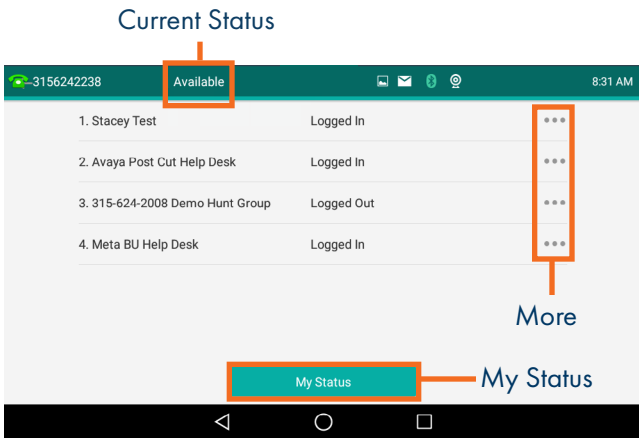 Current Status
3156242238 Available 8:31 AM
1. Stacey Test Logged In
2. Avaya Post Cut Help Desk Logged In
3. 315-624-2008 Demo Hunt Group Logged Out
4. Meta BU Help Desk Logged In
More
My Status My Status